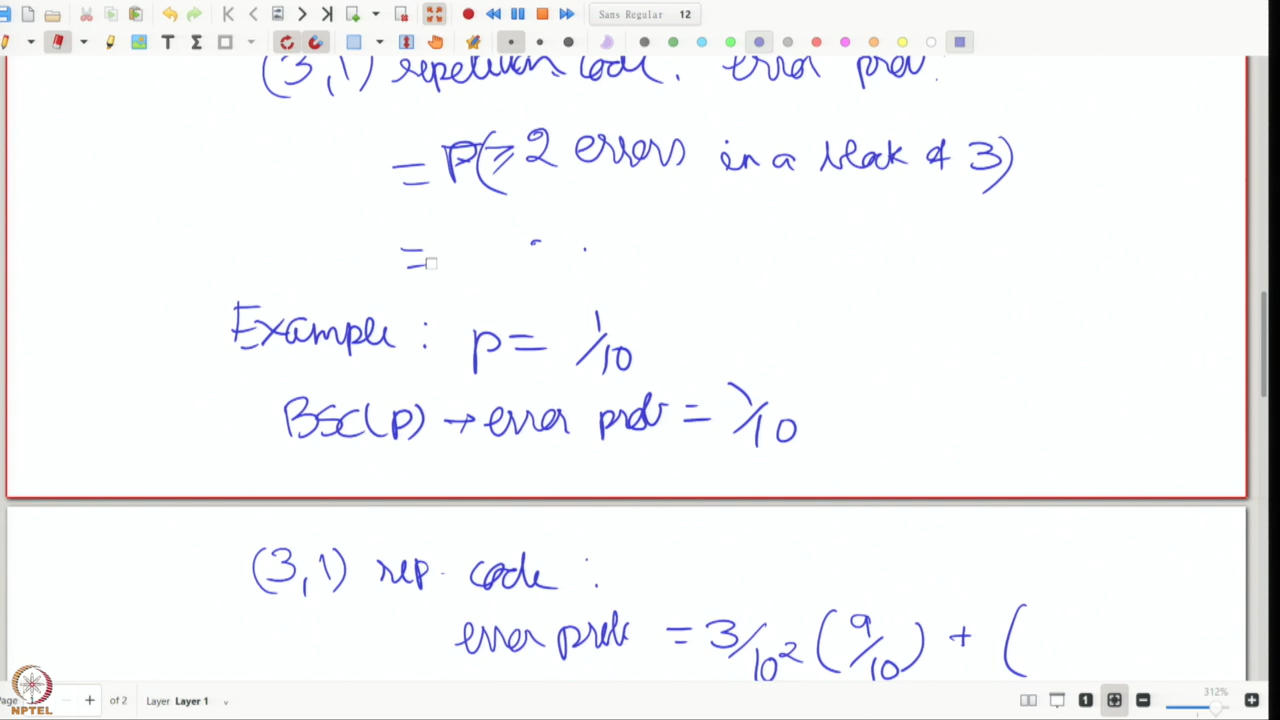 Sans Regular 12
(3,1) repetition code. error prob.
= P(≥ 2 errors in a block of 3)
=
Example : p = 1/10
BSC(p) → error prob = 1/10
(3,1) rep. code :
error prob = 3/10² (9/10) + (
Page of 2 Layer Layer 1 312%
NPTEL